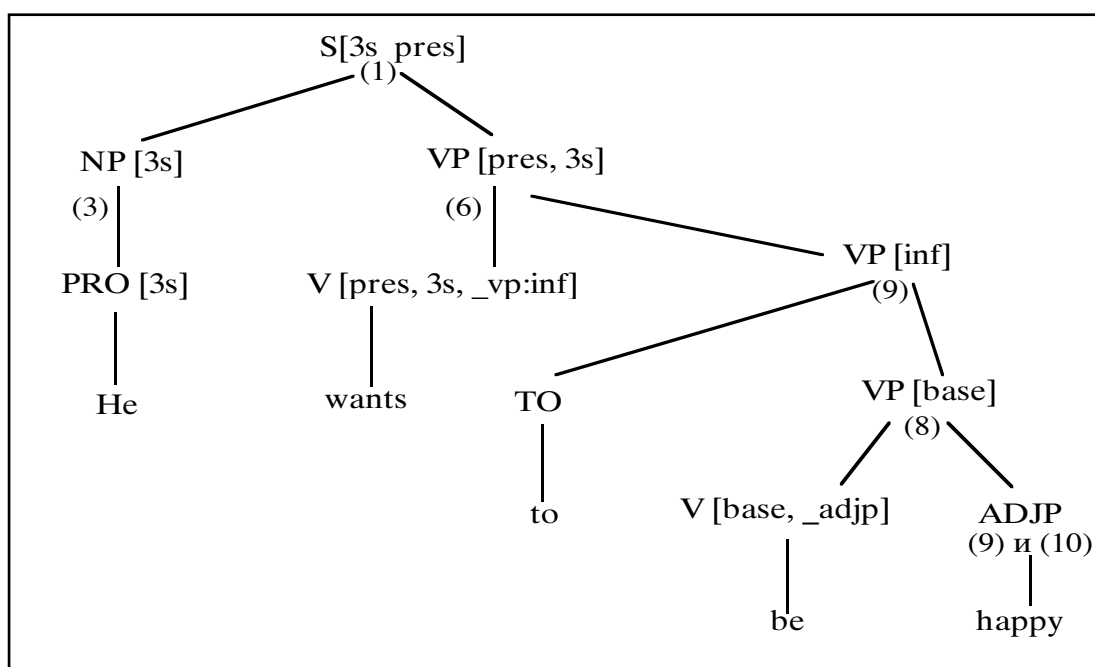 S[3s pres]
(1)
NP [3s]
VP [pres, 3s]
(3)
(6)
VP [inf]
(9)
PRO [3s]
V [pres, 3s, _vp:inf]
VP [base]
(8)
He
wants
TO
V [base, _adjp]
ADJP
(9) и (10)
to
be
happy